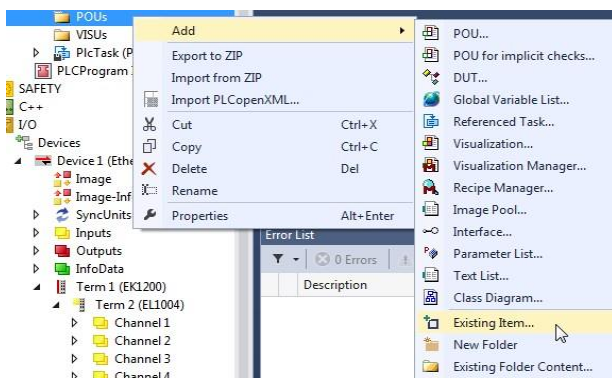 POUs
VISUs
PlcTask (P
PLCProgram
SAFETY
C++
I/O
Devices
Device 1 (Ethe
Image
Image-Inf
SyncUnits
Inputs
Outputs
InfoData
Term 1 (EK1200)
Term 2 (EL1004)
Channel 1
Channel 2
Channel 3
Channel 4
Add
Export to ZIP
Import from ZIP
Import PLCopenXML...
Cut Ctrl+X
Copy Ctrl+C
Delete Del
Rename
Properties Alt+Enter
Error List
0 Errors
Description
POU...
POU for implicit checks...
DUT...
Global Variable List...
Referenced Task...
Visualization...
Visualization Manager...
Recipe Manager...
Image Pool...
Interface...
Parameter List...
Text List...
Class Diagram...
Existing Item...
New Folder
Existing Folder Content...